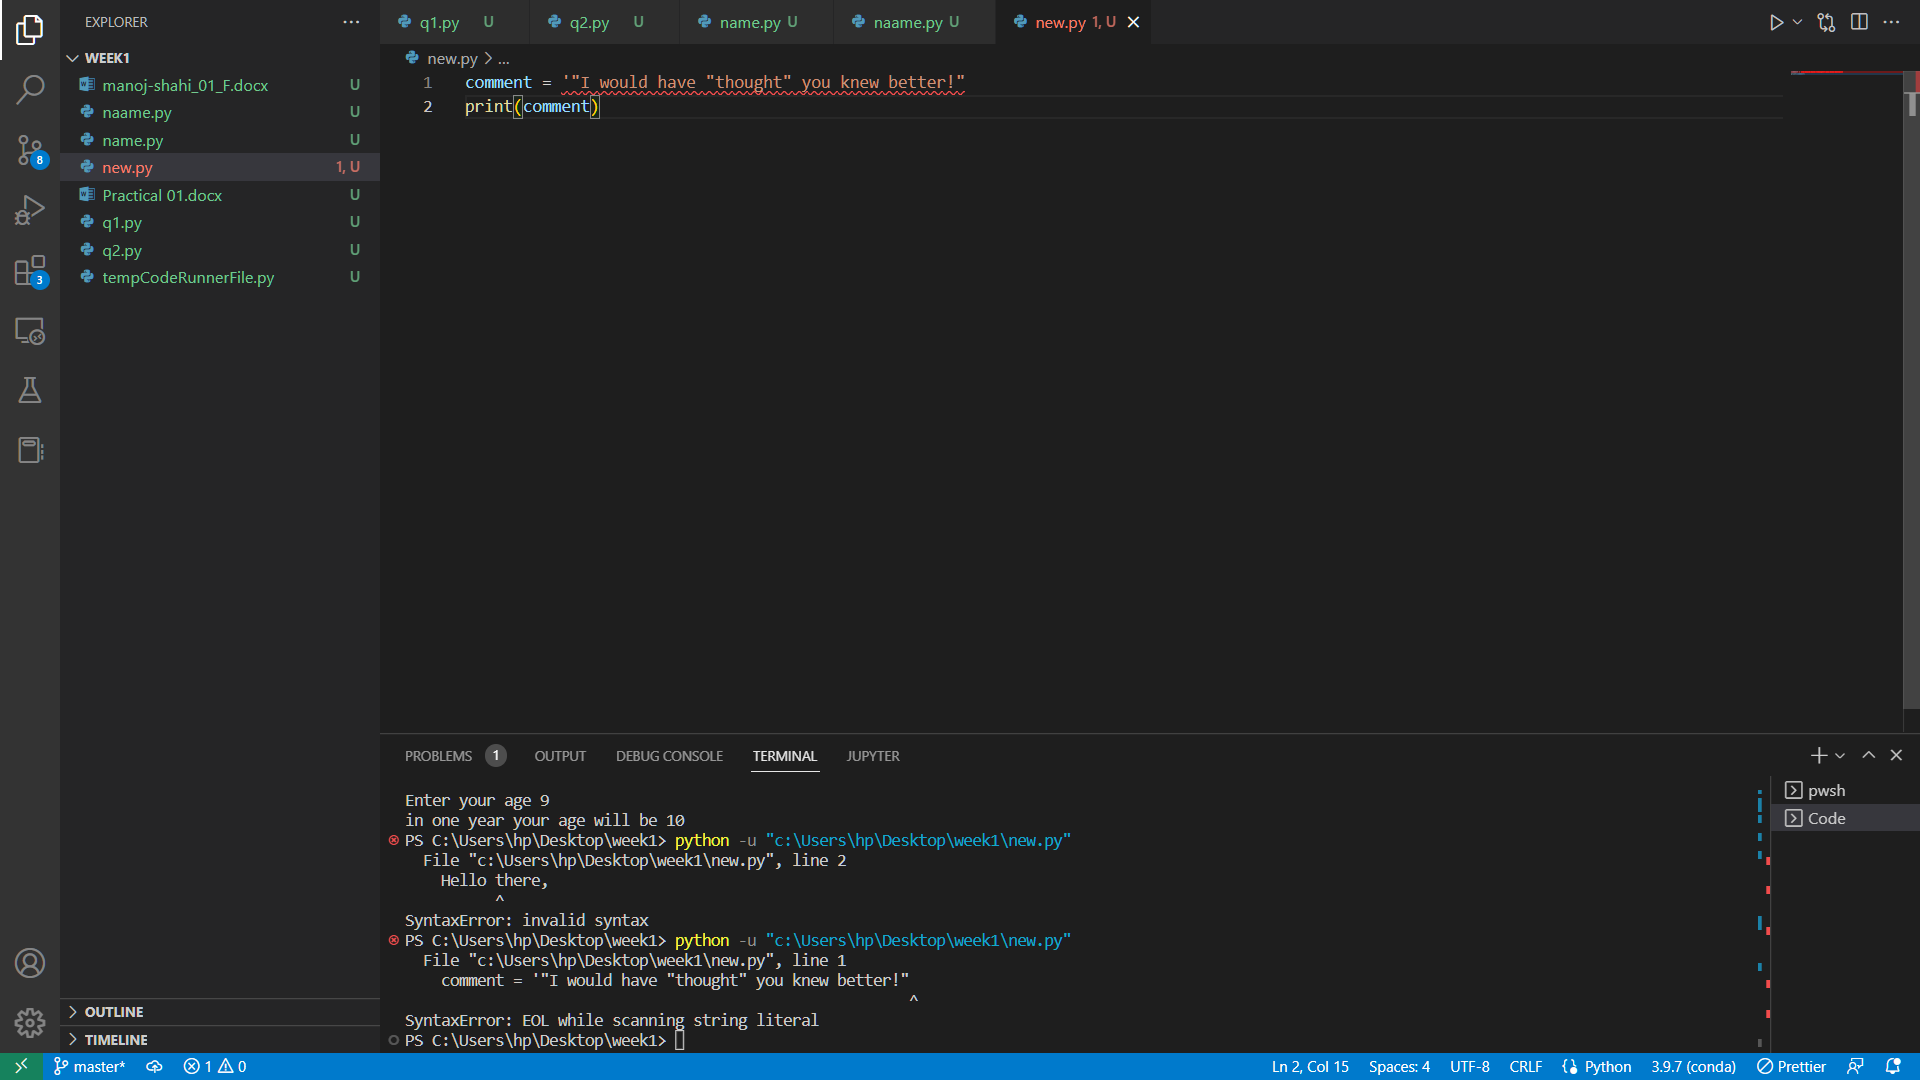 EXPLORER
WEEK1
manoj-shahi_01_F.docx U
naame.py U
name.py U
new.py 1, U
Practical 01.docx U
q1.py U
q2.py U
tempCodeRunnerFile.py U
OUTLINE
TIMELINE
8
3
q1.py U q2.py U name.py U naame.py U new.py 1, U
new.py > ...
1 comment = '"I would have "thought" you knew better!"
2 print(comment)
PROBLEMS 1 OUTPUT DEBUG CONSOLE TERMINAL JUPYTER
Enter your age 9
in one year your age will be 10
PS C:\Users\hp\Desktop\week1> python -u "c:\Users\hp\Desktop\week1\new.py"
File "c:\Users\hp\Desktop\week1\new.py", line 2
Hello there,
^
SyntaxError: invalid syntax
PS C:\Users\hp\Desktop\week1> python -u "c:\Users\hp\Desktop\week1\new.py"
File "c:\Users\hp\Desktop\week1\new.py", line 1
comment = '"I would have "thought" you knew better!"
^
SyntaxError: EOL while scanning string literal
PS C:\Users\hp\Desktop\week1>
pwsh
Code
master* 1 0 Ln 2, Col 15 Spaces: 4 UTF-8 CRLF Python 3.9.7 (conda) Prettier